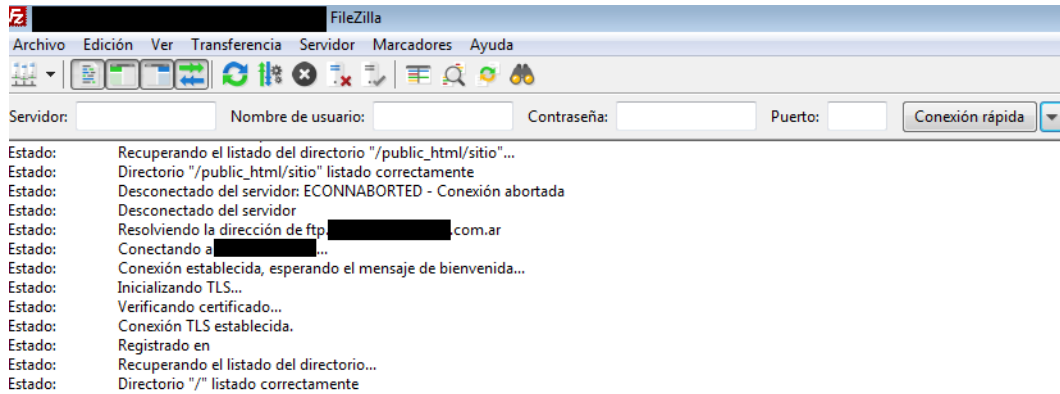 Fz FileZilla
Archivo Edición Ver Transferencia Servidor Marcadores Ayuda
Servidor: Nombre de usuario: Contraseña: Puerto: Conexión rápida
Estado: Recuperando el listado del directorio "/public_html/sitio"...
Estado: Directorio "/public_html/sitio" listado correctamente
Estado: Desconectado del servidor: ECONNABORTED - Conexión abortada
Estado: Desconectado del servidor
Estado: Resolviendo la dirección de ftp. .com.ar
Estado: Conectando a ...
Estado: Conexión establecida, esperando el mensaje de bienvenida...
Estado: Inicializando TLS...
Estado: Verificando certificado...
Estado: Conexión TLS establecida.
Estado: Registrado en
Estado: Recuperando el listado del directorio...
Estado: Directorio "/" listado correctamente